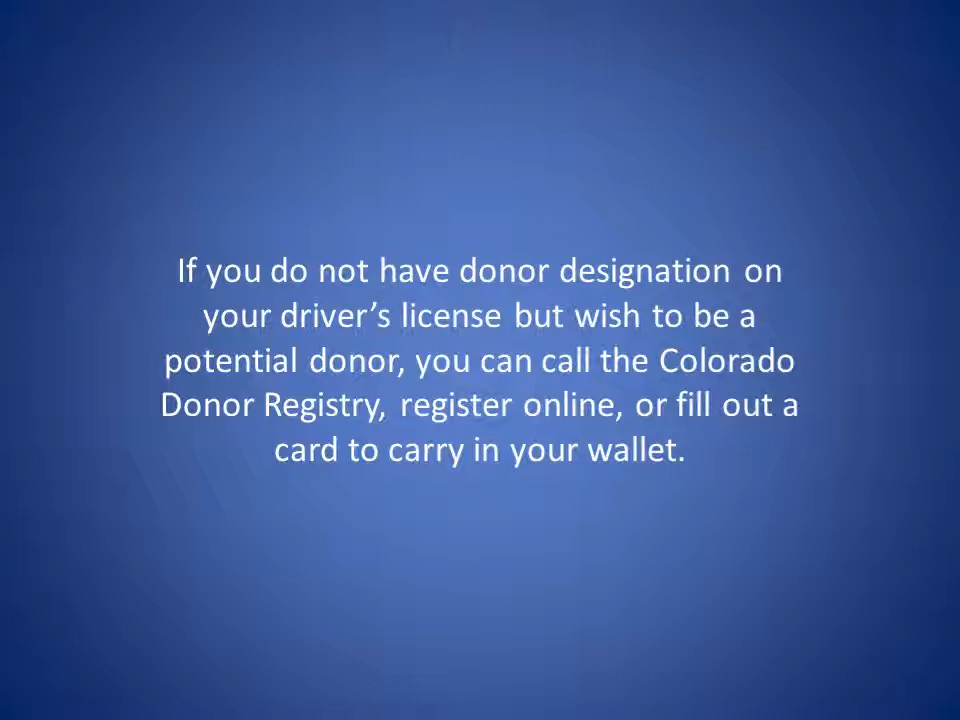 If you do not have donor designation on
your driver’s license but wish to be a
potential donor, you can call the Colorado
Donor Registry, register online, or fill out a
card to carry in your wallet.